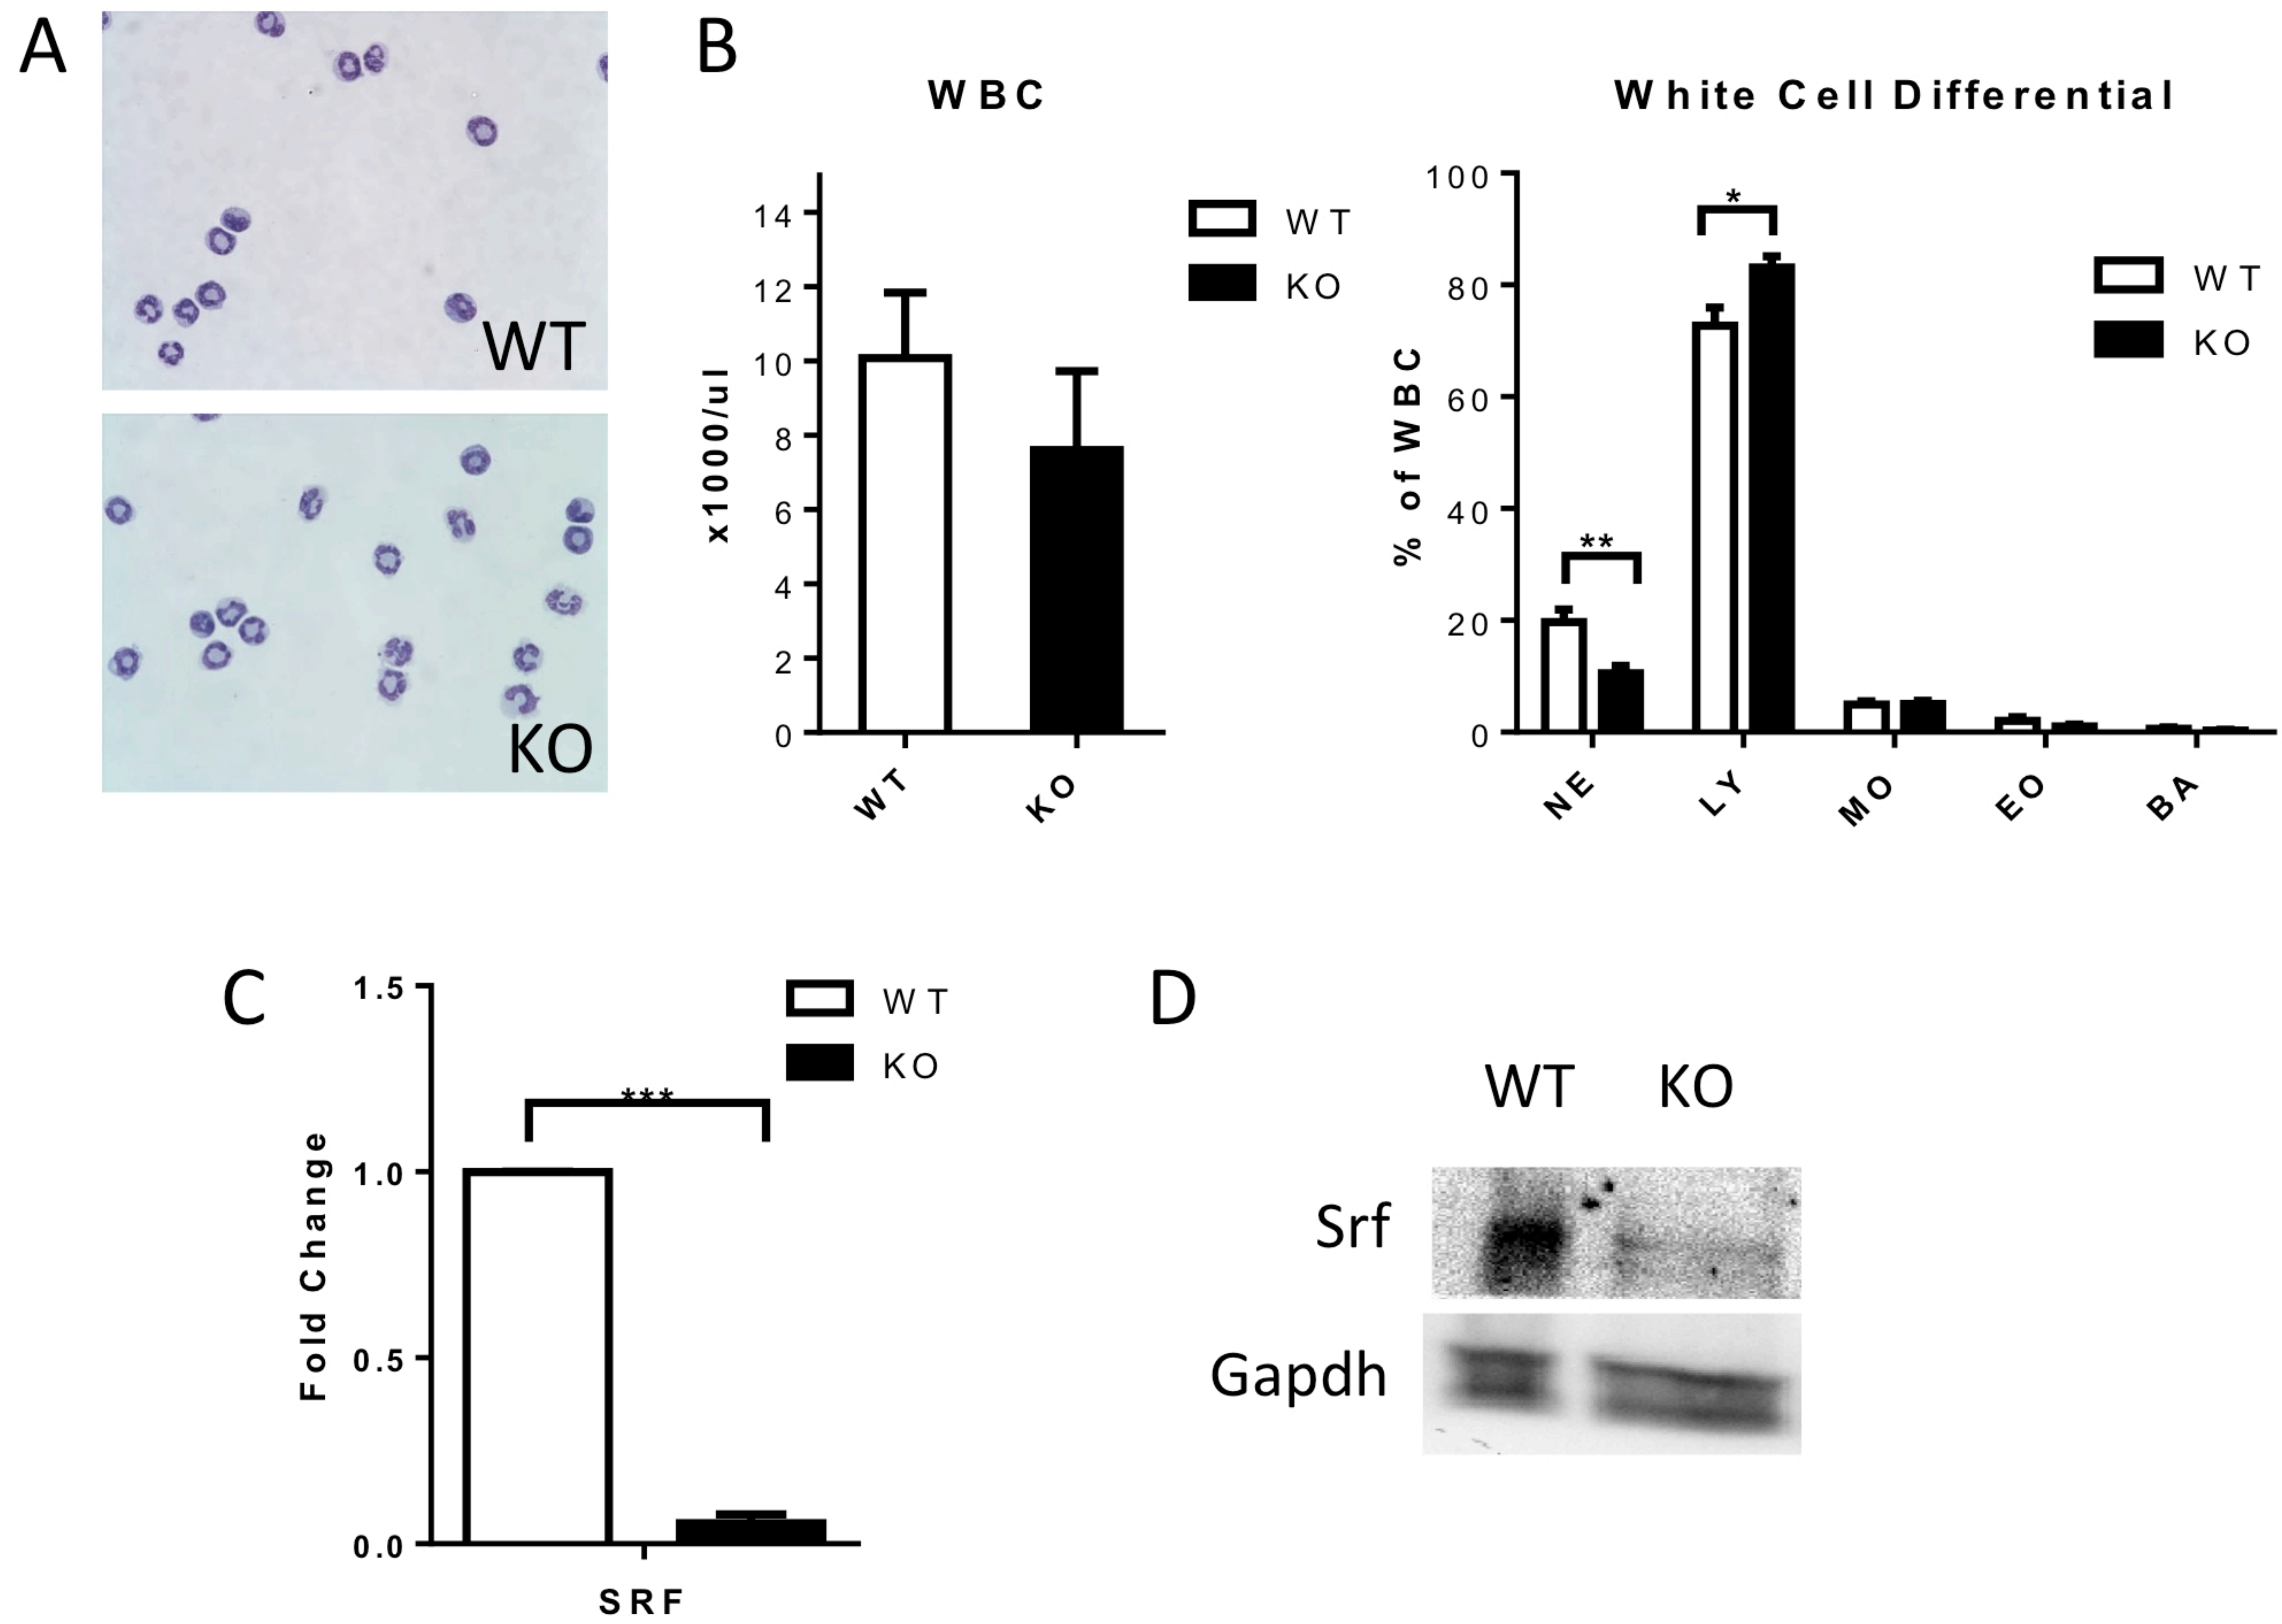 A
WT
KO
B
WBC
x1000/ul
14
12
10
8
6
4
2
0
WT
KO
WT
KO
White Cell Differential
% of WBC
100
80
60
40
20
0
**
*
NE
LY
MO
EO
BA
WT
KO
C
Fold Change
1.5
1.0
0.5
0.0
***
SRF
WT
KO
D
WT KO
Srf
Gapdh